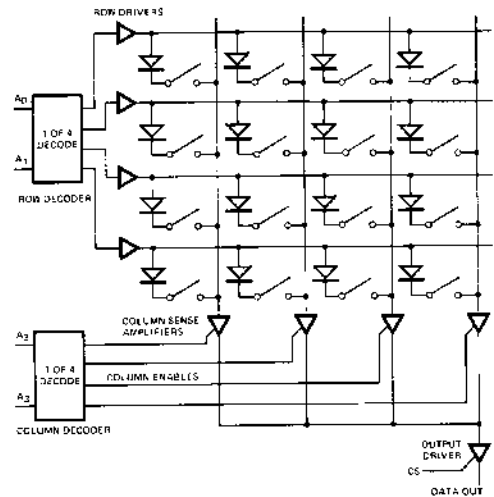 ROW DRIVERS
A0
1 OF 4
DECODE
A1
ROW DECODER
COLUMN SENSE
AMPLIFIERS
A2
1 OF 4
DECODE
COLUMN ENABLES
A3
COLUMN DECODER
OUTPUT
DRIVER
CS
DATA OUT